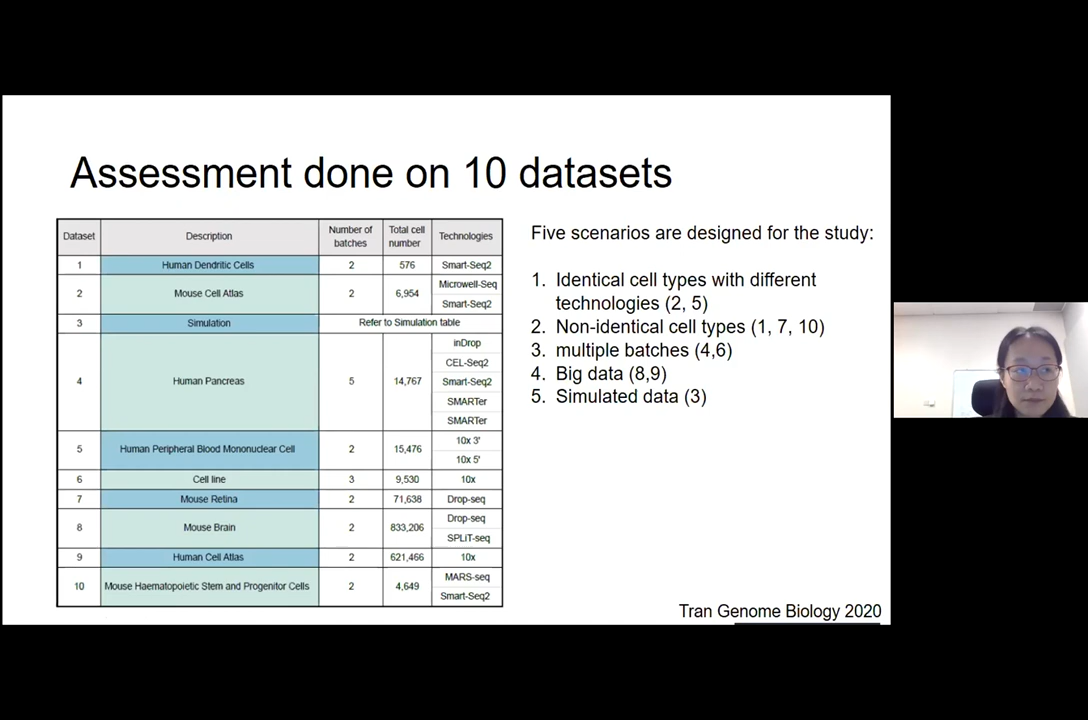 Assessment done on 10 datasets
Dataset Description Number of batches Total cell number Technologies
1 Human Dendritic Cells 2 576 Smart-Seq2
2 Mouse Cell Atlas 2 6,954 Microwell-Seq
Smart-Seq2
3 Simulation Refer to Simulation table
4 Human Pancreas 5 14,767 inDrop
CEL-Seq2
Smart-Seq2
SMARTer
SMARTer
5 Human Peripheral Blood Mononuclear Cell 2 15,476 10x 3'
10x 5'
6 Cell line 3 9,530 10x
7 Mouse Retina 2 71,638 Drop-seq
8 Mouse Brain 2 833,206 Drop-seq
SPLiT-seq
9 Human Cell Atlas 2 621,466 10x
10 Mouse Haematopoietic Stem and Progenitor Cells 2 4,649 MARS-seq
Smart-Seq2
Five scenarios are designed for the study:
1. Identical cell types with different
technologies (2, 5)
2. Non-identical cell types (1, 7, 10)
3. multiple batches (4,6)
4. Big data (8,9)
5. Simulated data (3)
Tran Genome Biology 2020